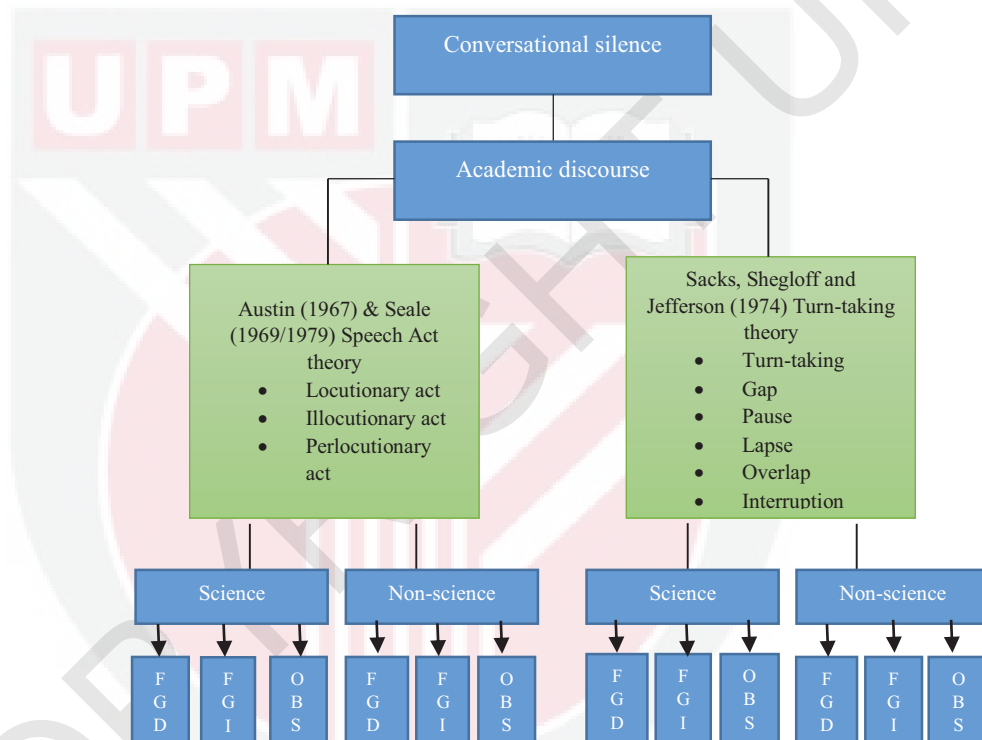 UPM
Conversational silence
Academic discourse
Austin (1967) & Seale
(1969/1979) Speech Act
theory
• Locutionary act
• Illocutionary act
• Perlocutionary
act
Sacks, Shegloff and
Jefferson (1974) Turn-taking
theory
• Turn-taking
• Gap
• Pause
• Lapse
• Overlap
• Interruption
Science
Non-science
Science
Non-science
F
G
D
F
G
I
O
B
S
F
G
D
F
G
I
O
B
S
F
G
D
F
G
I
O
B
S
F
G
D
F
G
I
O
B
S